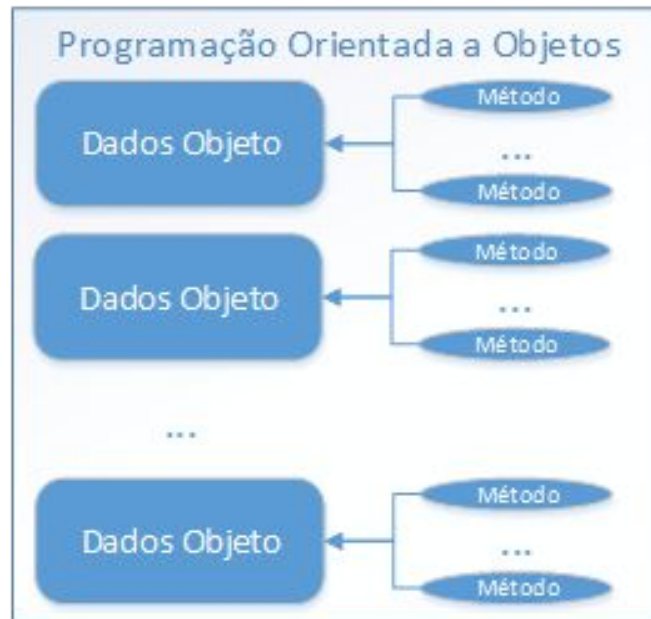 Programação Orientada a Objetos
Dados Objeto
Método
...
Método
Dados Objeto
Método
...
Método
...
Dados Objeto
Método
...
Método